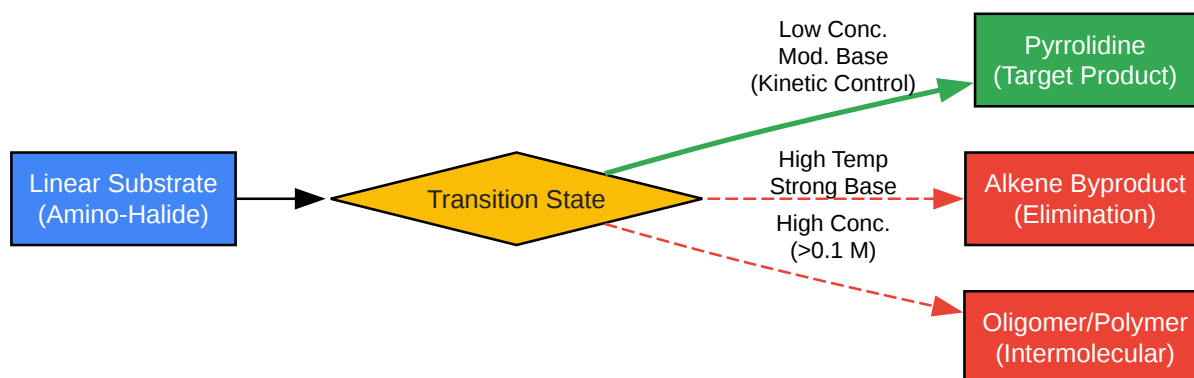 Linear Substrate
(Amino-Halide)
Transition State
Low Conc.
Mod. Base
(Kinetic Control)
Pyrrolidine
(Target Product)
High Temp
Strong Base
Alkene Byproduct
(Elimination)
High Conc.
(>0.1 M)
Oligomer/Polymer
(Intermolecular)